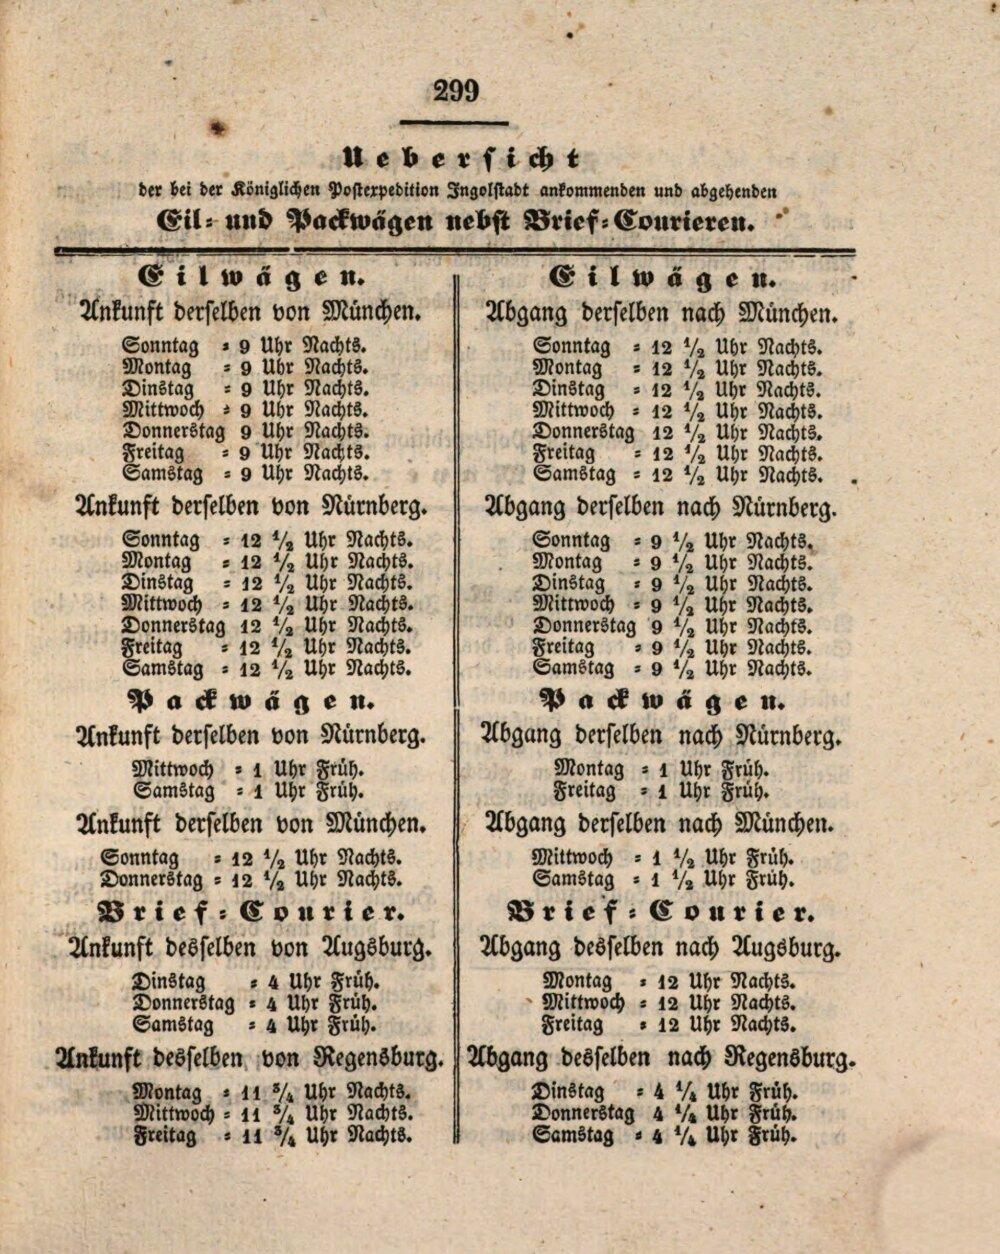 299
Uebersicht
der bei der Königlichen Postexpedition Ingolstadt ankommenden und abgehenden
Eil- und Packwägen nebst Brief-Courieren.
Eilwägen.
Ankunft derselben von München.
Sonntag = 9 Uhr Nachts.
Montag = 9 Uhr Nachts.
Dinstag = 9 Uhr Nachts.
Mittwoch = 9 Uhr Nachts.
Donnerstag 9 Uhr Nachts.
Freitag = 9 Uhr Nachts.
Samstag = 9 Uhr Nachts.
Ankunft derselben von Nürnberg.
Sonntag = 12 1/2 Uhr Nachts.
Montag = 12 1/2 Uhr Nachts.
Dinstag = 12 1/2 Uhr Nachts.
Mittwoch = 12 1/2 Uhr Nachts.
Donnerstag 12 1/2 Uhr Nachts.
Freitag = 12 1/2 Uhr Nachts.
Samstag = 12 1/2 Uhr Nachts.
Packwägen.
Ankunft derselben von Nürnberg.
Mittwoch = 1 Uhr Früh.
Samstag = 1 Uhr Früh.
Ankunft derselben von München.
Sonntag = 12 1/2 Uhr Nachts.
Donnerstag = 12 1/2 Uhr Nachts.
Brief-Courier.
Ankunft desselben von Augsburg.
Dinstag = 4 Uhr Früh.
Donnerstag = 4 Uhr Früh.
Samstag = 4 Uhr Früh.
Ankunft desselben von Regensburg.
Montag = 11 3/4 Uhr Nachts.
Mittwoch = 11 3/4 Uhr Nachts.
Freitag = 11 3/4 Uhr Nachts.
Eilwägen.
Abgang derselben nach München.
Sonntag = 12 1/2 Uhr Nachts.
Montag = 12 1/2 Uhr Nachts.
Dinstag = 12 1/2 Uhr Nachts.
Mittwoch = 12 1/2 Uhr Nachts.
Donnerstag 12 1/2 Uhr Nachts.
Freitag = 12 1/2 Uhr Nachts.
Samstag = 12 1/2 Uhr Nachts.
Abgang derselben nach Nürnberg.
Sonntag = 9 1/2 Uhr Nachts.
Montag = 9 1/2 Uhr Nachts.
Dinstag = 9 1/2 Uhr Nachts.
Mittwoch = 9 1/2 Uhr Nachts.
Donnerstag 9 1/2 Uhr Nachts.
Freitag = 9 1/2 Uhr Nachts.
Samstag = 9 1/2 Uhr Nachts.
Packwägen.
Abgang derselben nach Nürnberg.
Montag = 1 Uhr Früh.
Freitag = 1 Uhr Früh.
Abgang derselben nach München.
Mittwoch = 1 1/2 Uhr Früh.
Samstag = 1 1/2 Uhr Früh.
Brief-Courier.
Abgang desselben nach Augsburg.
Montag = 12 Uhr Nachts.
Mittwoch = 12 Uhr Nachts.
Freitag = 12 Uhr Nachts.
Abgang desselben nach Regensburg.
Dinstag = 4 1/4 Uhr Früh.
Donnerstag 4 1/4 Uhr Früh.
Samstag = 4 1/4 Uhr Früh.